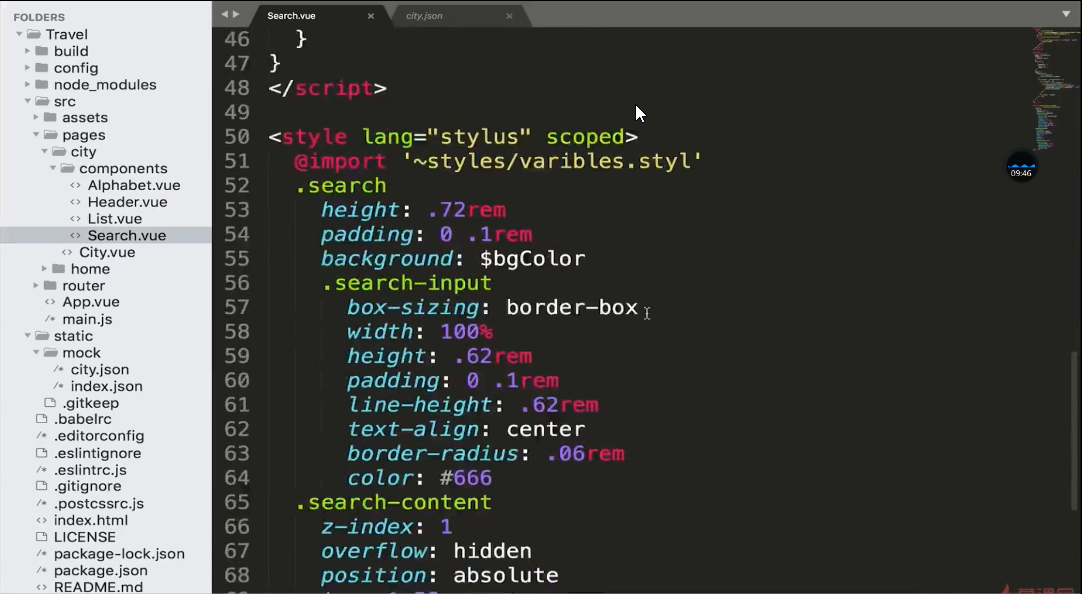 FOLDERS
Travel
build
config
node_modules
src
assets
pages
city
components
Alphabet.vue
Header.vue
List.vue
Search.vue
City.vue
home
router
App.vue
main.js
static
mock
city.json
index.json
.gitkeep
.babelrc
.editorconfig
.eslintignore
.eslintrc.js
.gitignore
.postcssrc.js
index.html
LICENSE
package-lock.json
package.json
README.md
Search.vue
city.json
46 }
47 }
48 </script>
49
50 <style lang="stylus" scoped>
51 @import '~styles/varibles.styl'
52 .search
53 height: .72rem
54 padding: 0 .1rem
55 background: $bgColor
56 .search-input
57 box-sizing: border-box
58 width: 100%
59 height: .62rem
60 padding: 0 .1rem
61 line-height: .62rem
62 text-align: center
63 border-radius: .06rem
64 color: #666
65 .search-content
66 z-index: 1
67 overflow: hidden
68 position: absolute
09:46